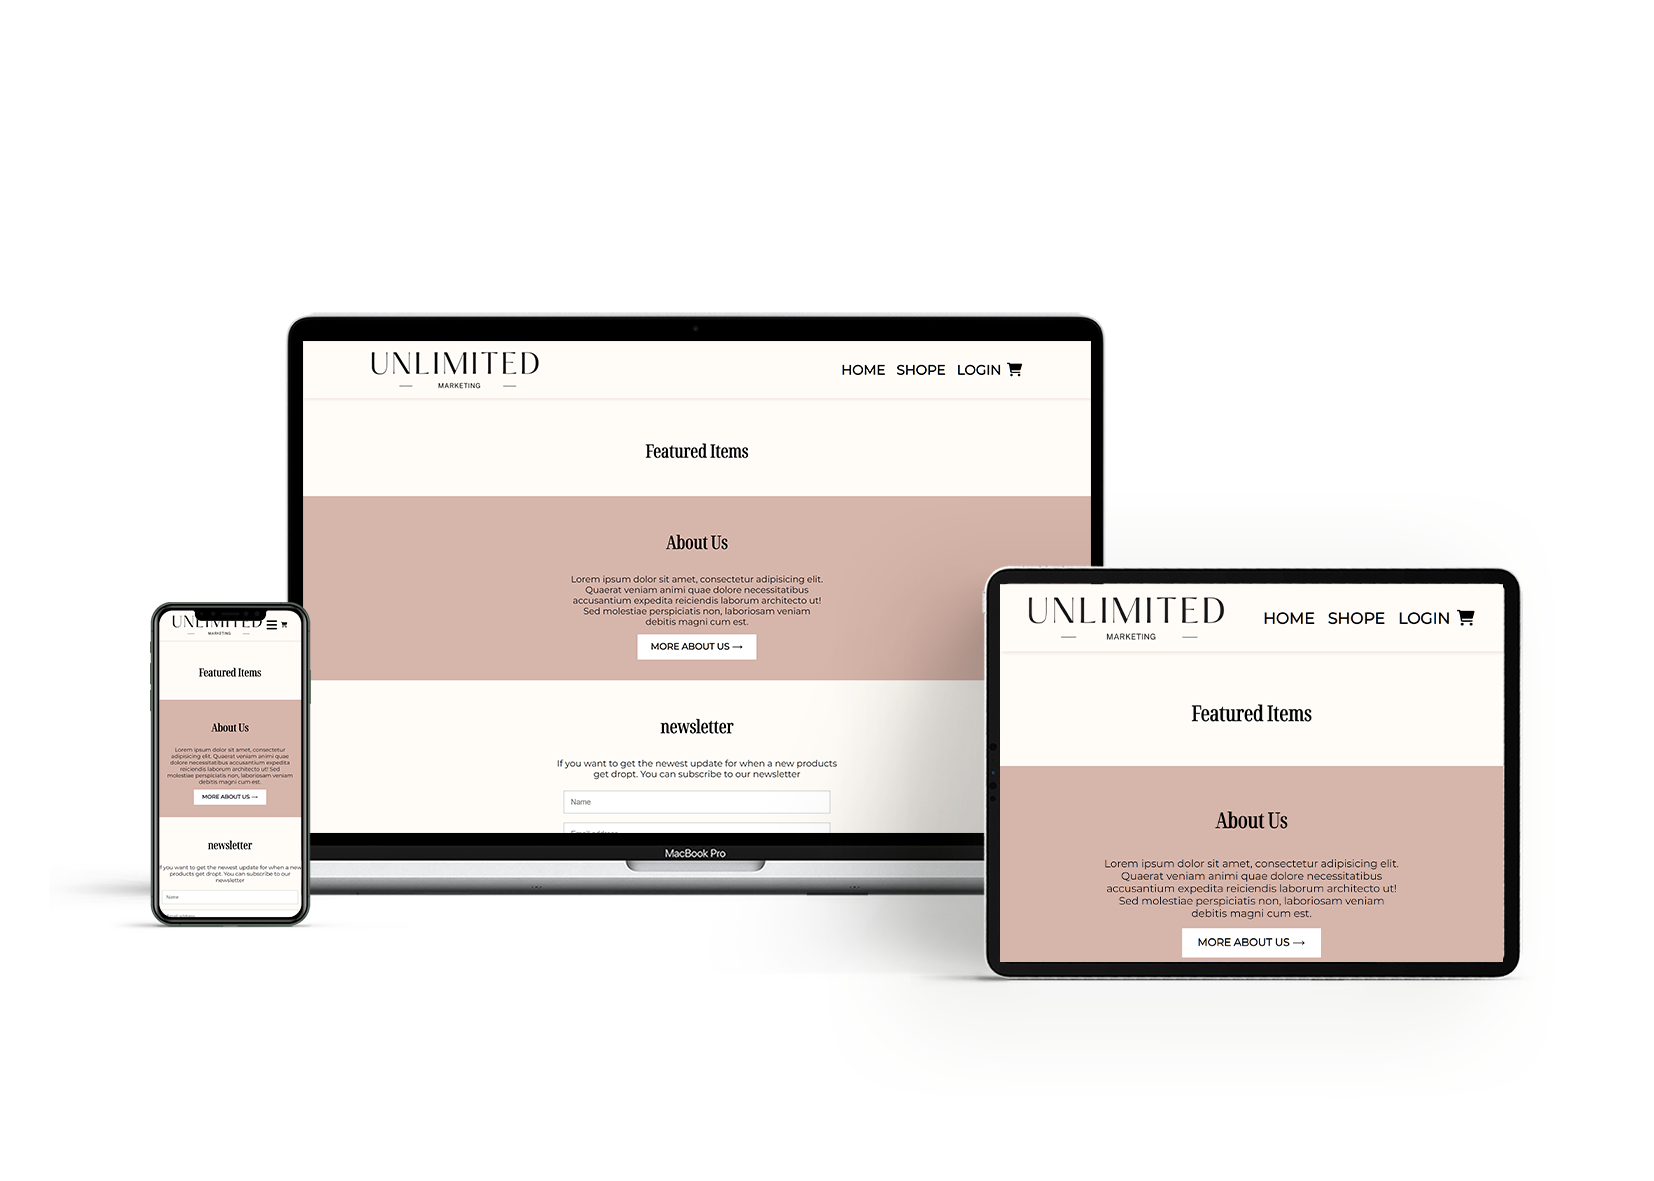 UNLIMITED
MARKETING
HOME SHOPE LOGIN
Featured Items
About Us
Lorem ipsum dolor sit amet, consectetur adipisicing elit.
Quaerat veniam animi quae dolore necessitatibus
accusantium expedita reiciendis laborum architecto ut!
Sed molestiae perspiciatis non, laboriosam veniam
debitis magni cum est.
MORE ABOUT US →
newsletter
If you want to get the newest update for when a new products
get dropt. You can subscribe to our newsletter
Name
Email address
MacBook Pro
UNLIMITED
MARKETING
Featured Items
About Us
Lorem ipsum dolor sit amet, consectetur
adipisicing elit. Quaerat veniam animi quae
dolore necessitatibus accusantium expedita
reiciendis laborum architecto ut! Sed
molestiae perspiciatis non, laboriosam veniam
debitis magni cum est.
MORE ABOUT US →
newsletter
If you want to get the newest update for when a new
products get dropt. You can subscribe to our
newsletter
Name
Email address
UNLIMITED
MARKETING
HOME SHOPE LOGIN
Featured Items
About Us
Lorem ipsum dolor sit amet, consectetur adipisicing elit.
Quaerat veniam animi quae dolore necessitatibus
accusantium expedita reiciendis laborum architecto ut!
Sed molestiae perspiciatis non, laboriosam veniam
debitis magni cum est.
MORE ABOUT US →